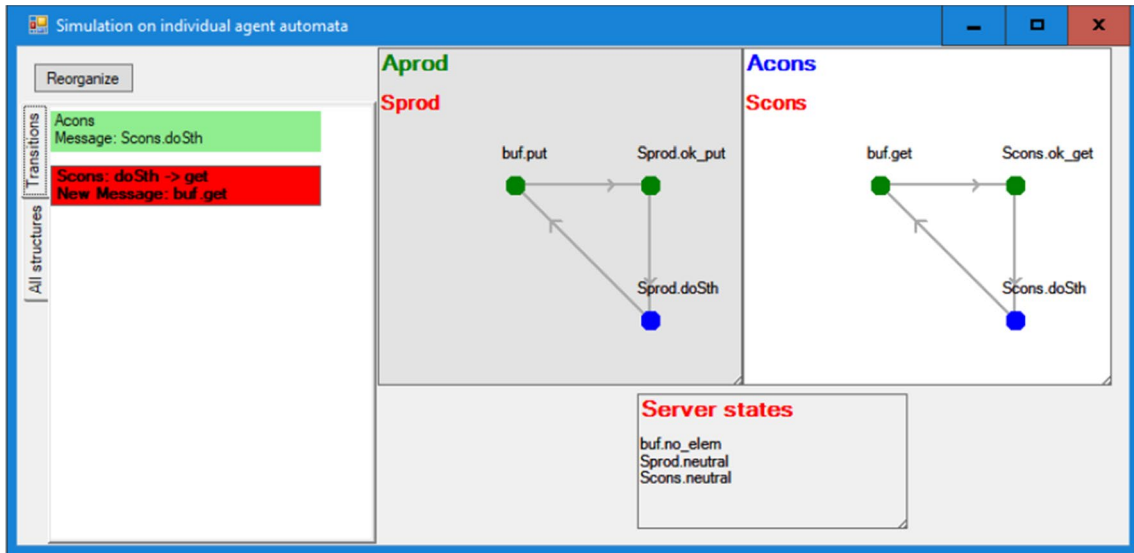 Simulation on individual agent automata
x
Reorganize
Transitions
All structures
Acons
Message: Scons.doSth
Scons: doSth -> get
New Message: buf.get
Aprod
Sprod
buf.put
Sprod.ok_put
Sprod.doSth
Acons
Scons
buf.get
Scons.ok_get
Scons.doSth
Server states
buf.no_elem
Sprod.neutral
Scons.neutral